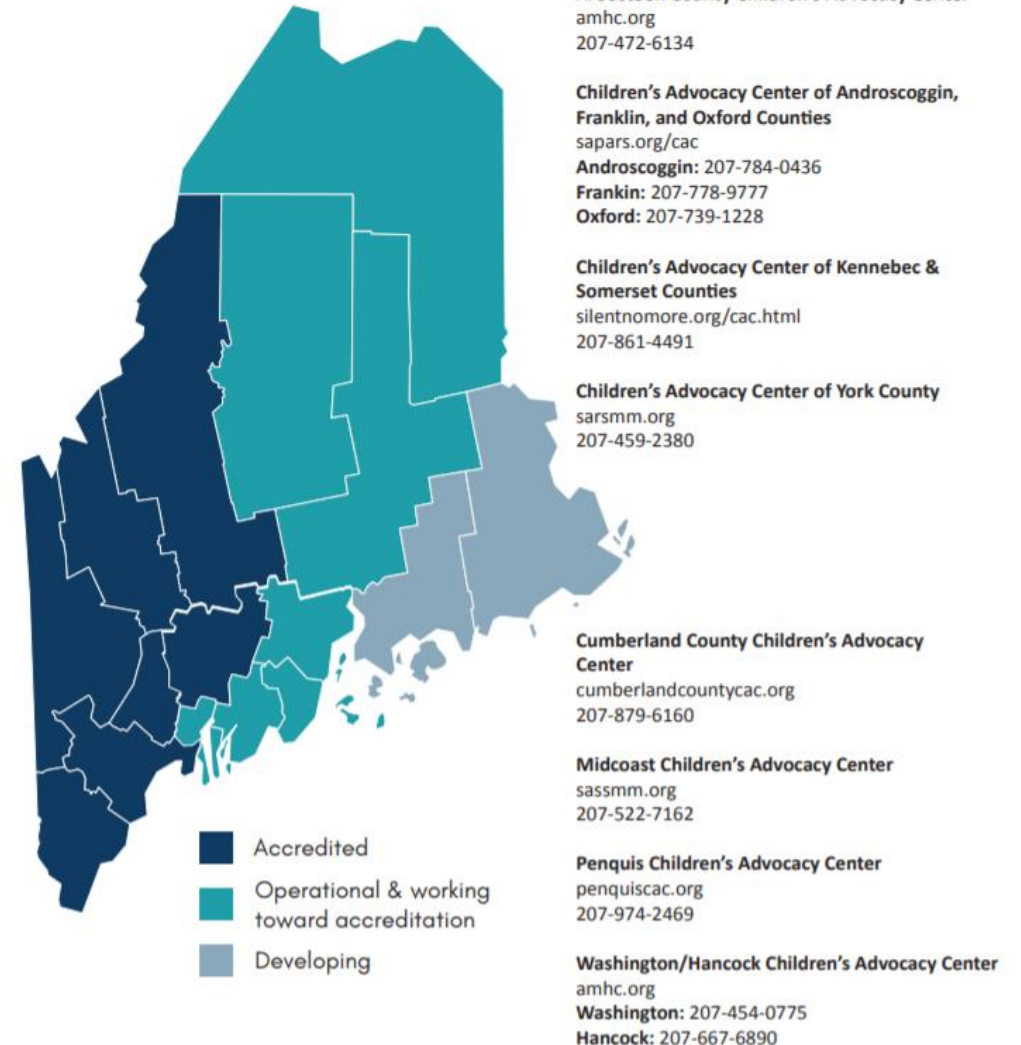 amhc.org
207-472-6134
Children's Advocacy Center of Androscoggin,
Franklin, and Oxford Counties
sapars.org/cac
Androscoggin: 207-784-0436
Frankin: 207-778-9777
Oxford: 207-739-1228
Children's Advocacy Center of Kennebec &
Somerset Counties
silentnomore.org/cac.html
207-861-4491
Children's Advocacy Center of York County
sarsmm.org
207-459-2380
Cumberland County Children's Advocacy
Center
cumberlandcountycac.org
207-879-6160
Midcoast Children's Advocacy Center
sassmm.org
207-522-7162
Penquis Children's Advocacy Center
penquiscac.org
207-974-2469
Washington/Hancock Children's Advocacy Center
amhc.org
Washington: 207-454-0775
Hancock: 207-667-6890
Accredited
Operational & working
toward accreditation
Developing